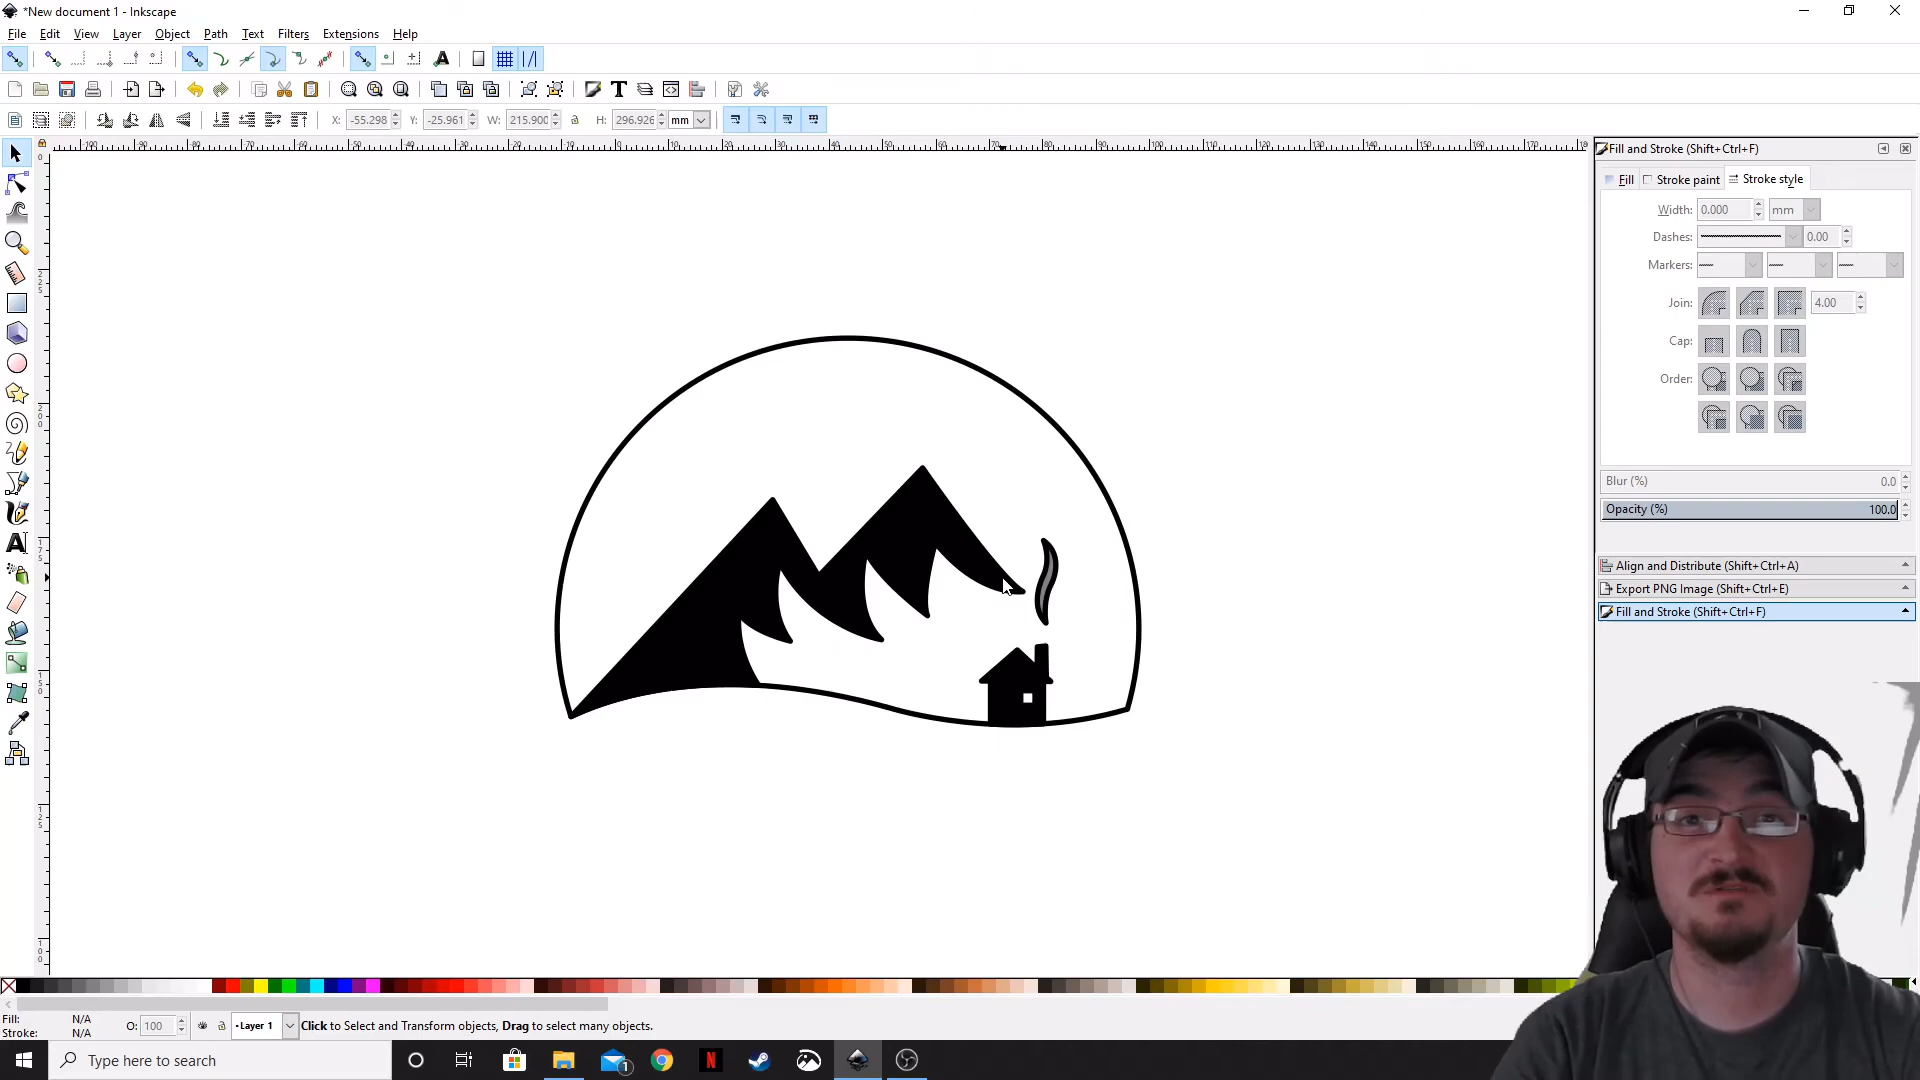 *New document 1 - Inkscape
File Edit View Layer Object Path Text Filters Extensions Help
X: -55.298 Y: -25.961 W: 215.900 H: 296.926 mm
Fill and Stroke (Shift+Ctrl+F)
Fill Stroke paint Stroke style
Width: 0.000 mm
Dashes: 0.00
Markers:
Join: 4.00
Cap:
Order:
Blur (%) 0.0
Opacity (%) 100.0
Align and Distribute (Shift+Ctrl+A)
Export PNG Image (Shift+Ctrl+E)
Fill and Stroke (Shift+Ctrl+F)
Fill: N/A
Stroke: N/A
O: 100
Layer 1
Click to Select and Transform objects, Drag to select many objects.
Type here to search